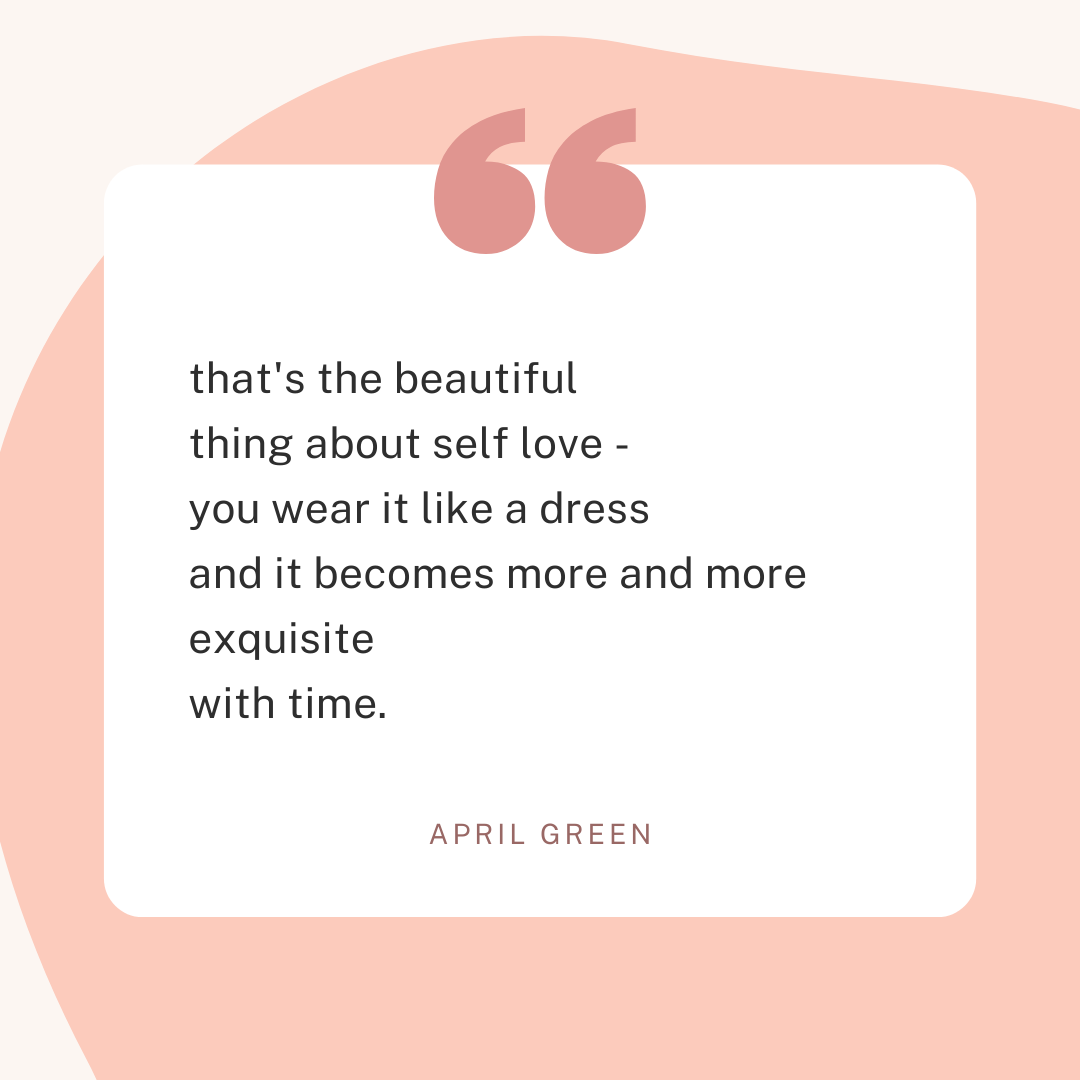 that's the beautiful
thing about self love -
you wear it like a dress
and it becomes more and more
exquisite
with time.
APRIL GREEN